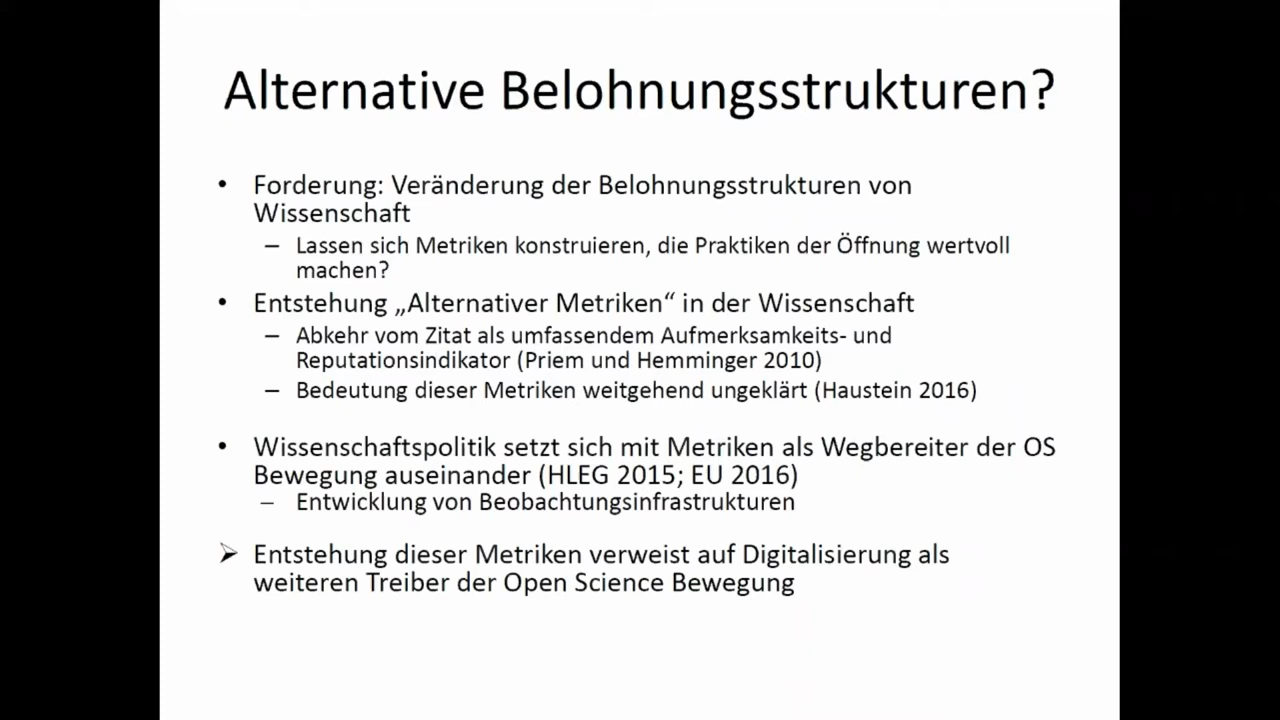 Alternative Belohnungsstrukturen?
• Forderung: Veränderung der Belohnungsstrukturen von
Wissenschaft
– Lassen sich Metriken konstruieren, die Praktiken der Öffnung wertvoll
machen?
• Entstehung „Alternativer Metriken“ in der Wissenschaft
– Abkehr vom Zitat als umfassendem Aufmerksamkeits- und
Reputationsindikator (Priem und Hemminger 2010)
– Bedeutung dieser Metriken weitgehend ungeklärt (Haustein 2016)
• Wissenschaftspolitik setzt sich mit Metriken als Wegbereiter der OS
Bewegung auseinander (HLEG 2015; EU 2016)
– Entwicklung von Beobachtungsinfrastrukturen
➢ Entstehung dieser Metriken verweist auf Digitalisierung als
weiteren Treiber der Open Science Bewegung